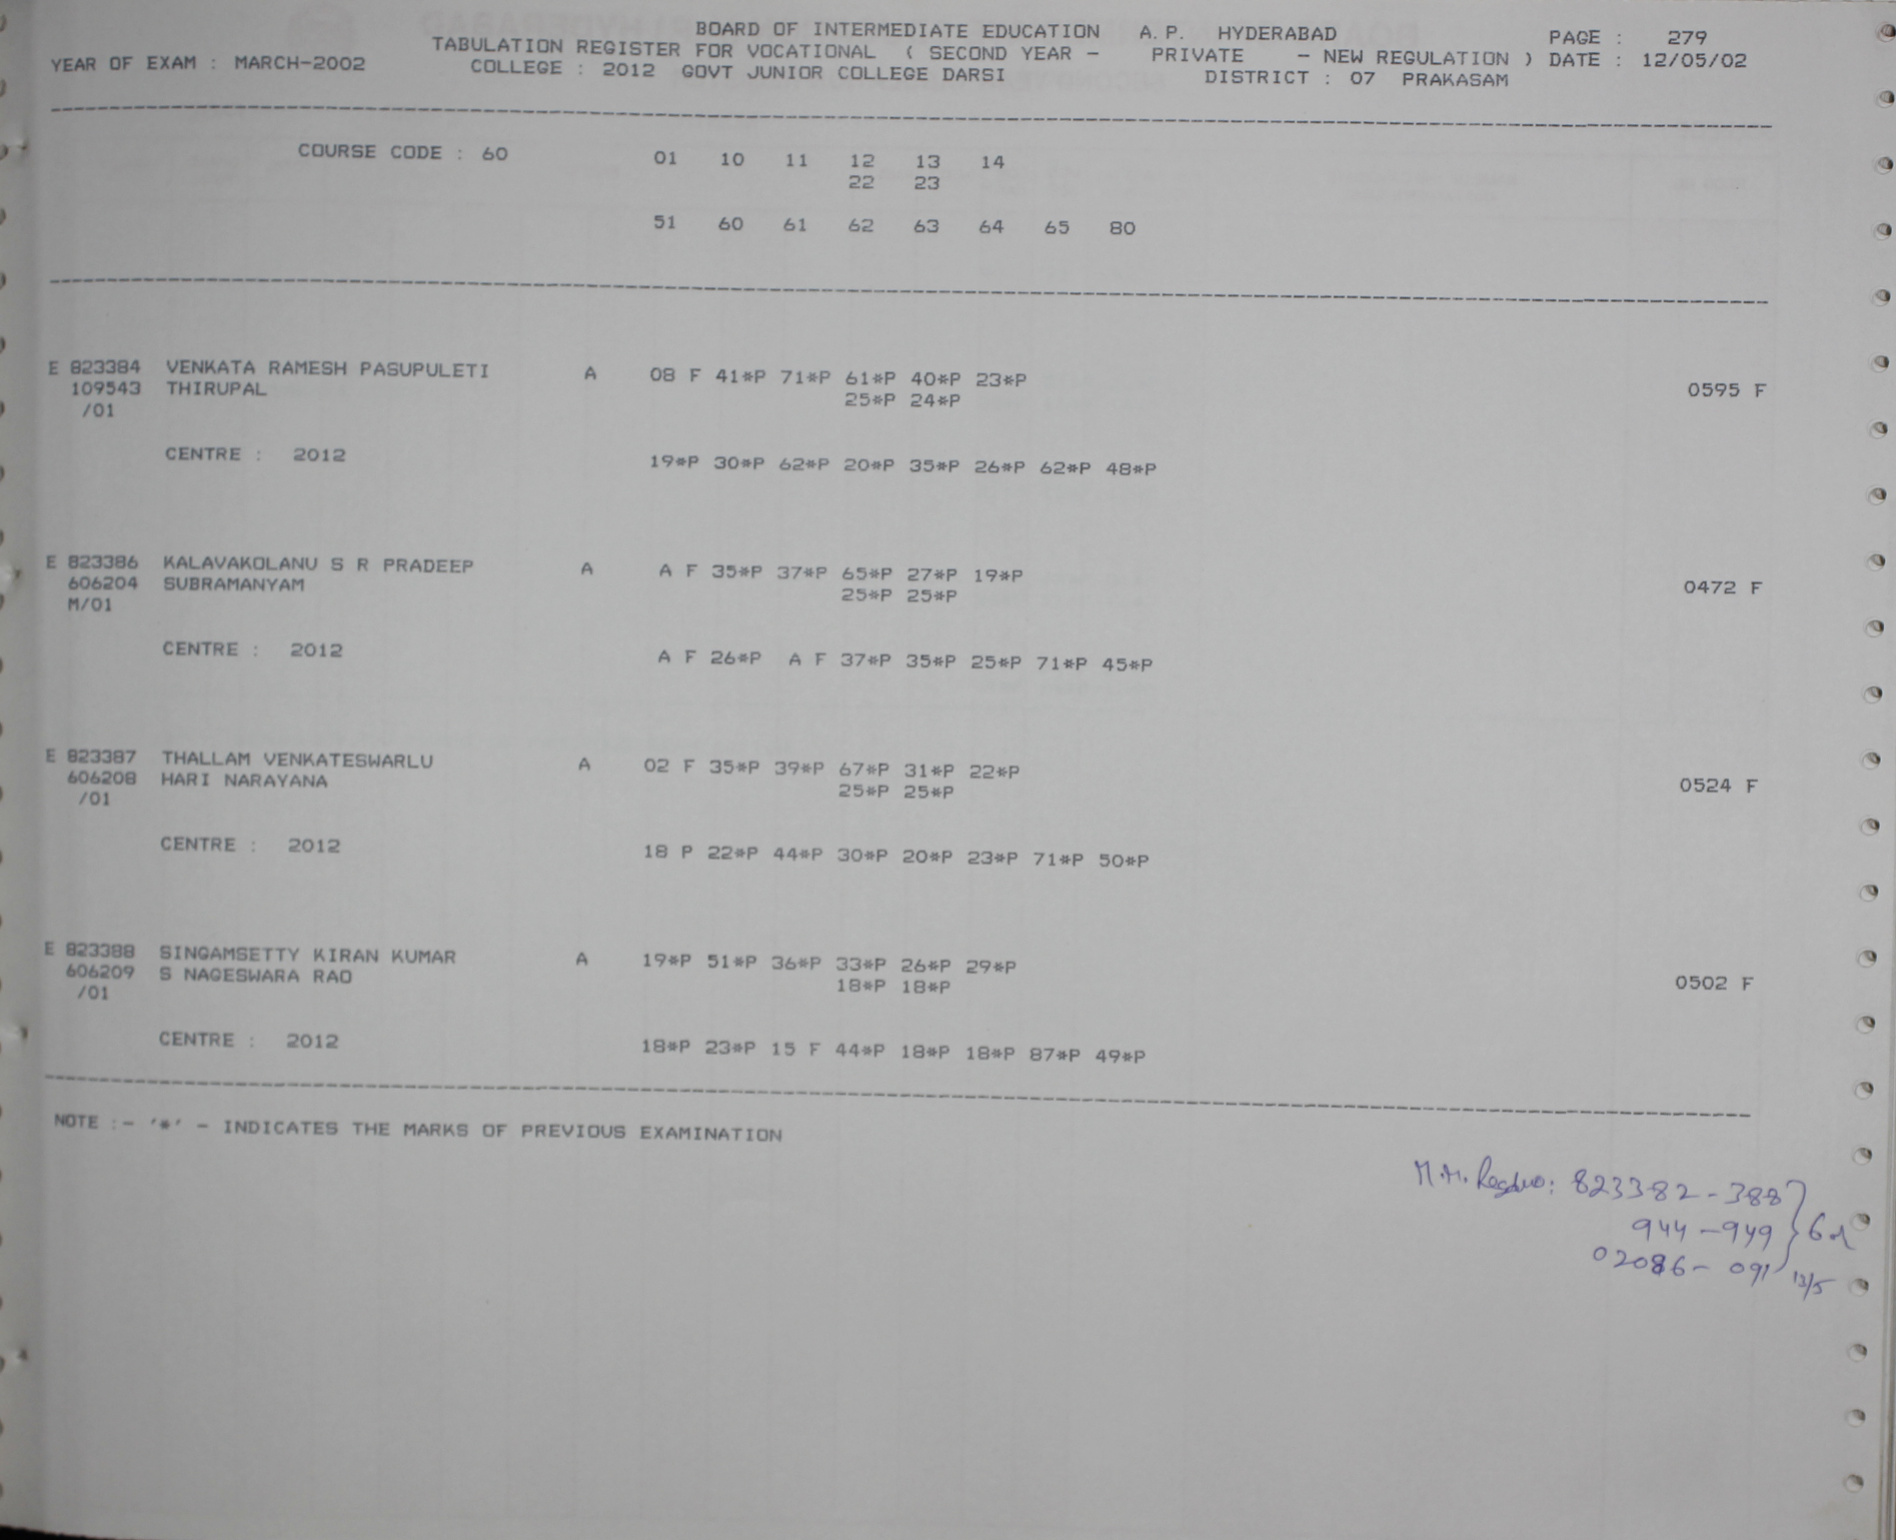 BOARD OF INTERMEDIATE EDUCATION A.P. HYDERABAD PAGE : 279
TABULATION REGISTER FOR VOCATIONAL ( SECOND YEAR - PRIVATE - NEW REGULATION ) DATE : 12/05/02
YEAR OF EXAM : MARCH-2002 COLLEGE : 2012 GOVT JUNIOR COLLEGE DARSI DISTRICT : 07 PRAKASAM
COURSE CODE : 60 01 10 11 12 13 14
22 23
51 60 61 62 63 64 65 80
E 823384 VENKATA RAMESH PASUPULETI A 08 F 41*P 71*P 61*P 40*P 23*P
109543 THIRUPAL 25*P 24*P 0595 F
/01
CENTRE : 2012 19*P 30*P 62*P 20*P 35*P 26*P 62*P 48*P
E 823386 KALAVAKOLANU S R PRADEEP A A F 35*P 37*P 65*P 27*P 19*P
606204 SUBRAMANYAM 25*P 25*P 0472 F
M/01
CENTRE : 2012 A F 26*P A F 37*P 35*P 25*P 71*P 45*P
E 823387 THALLAM VENKATESWARLU A 02 F 35*P 39*P 67*P 31*P 22*P
606208 HARI NARAYANA 25*P 25*P 0524 F
/01
CENTRE : 2012 18 P 22*P 44*P 30*P 20*P 23*P 71*P 50*P
E 823388 SINGAMSETTY KIRAN KUMAR A 19*P 51*P 36*P 33*P 26*P 29*P
606209 S NAGESWARA RAO 18*P 18*P 0502 F
/01
CENTRE : 2012 18*P 23*P 15 F 44*P 18*P 18*P 87*P 49*P
NOTE :- '*' - INDICATES THE MARKS OF PREVIOUS EXAMINATION
823382-388
944-949
02086-091 13/5